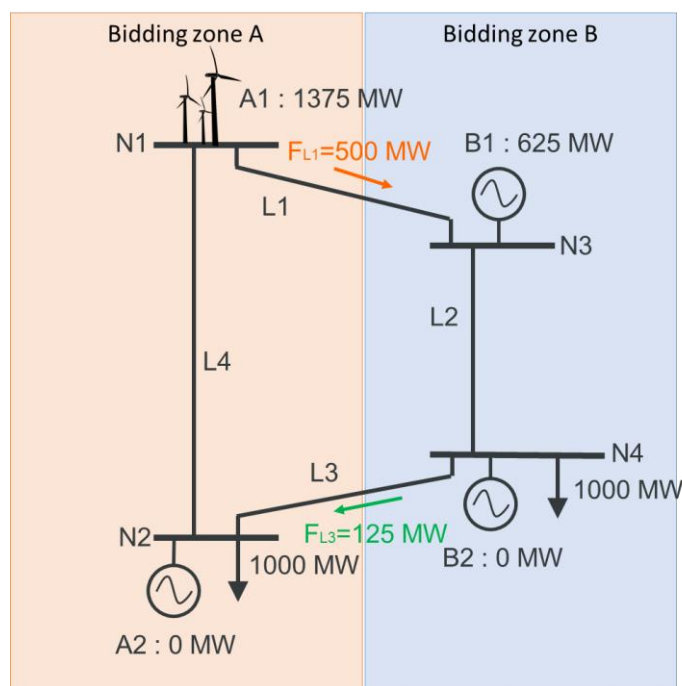 Bidding zone A
Bidding zone B
A1 : 1375 MW
N1
FL1=500 MW
B1 : 625 MW
L1
N3
L2
L4
N4
L3
1000 MW
FL3=125 MW
N2
1000 MW
B2 : 0 MW
A2 : 0 MW